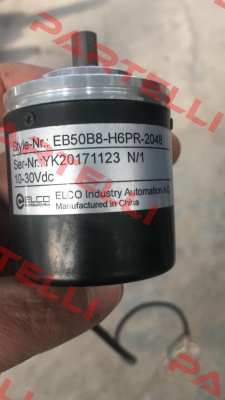 PARTELLI
Style-Nr.: EB50B8-H6PR-2048
Ser-Nr.:YK20171123 N/1
10-30Vdc
ELCO
ELCO Industry Automation AG
Manufactured in China
PARTELLI